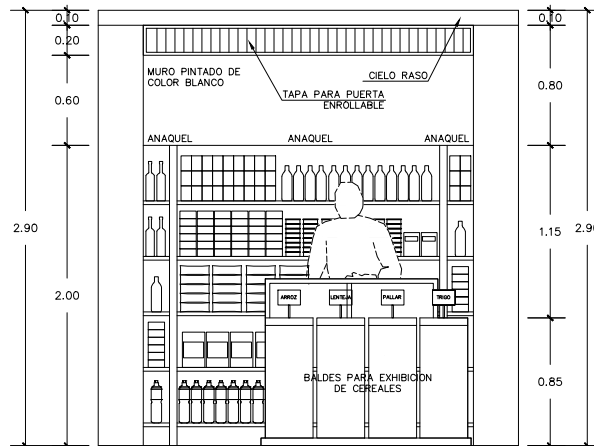 0.10
0.10
0.20
MURO PINTADO DE
COLOR BLANCO
CIELO RASO
TAPA PARA PUERTA
ENROLLABLE
0.60
0.80
ANAQUEL
ANAQUEL
ANAQUEL
2.90
1.15
2.90
2.00
ARROZ
LENTEJA
PALLAR
TRIGO
BALDES PARA EXHIBICION
DE CEREALES
0.85